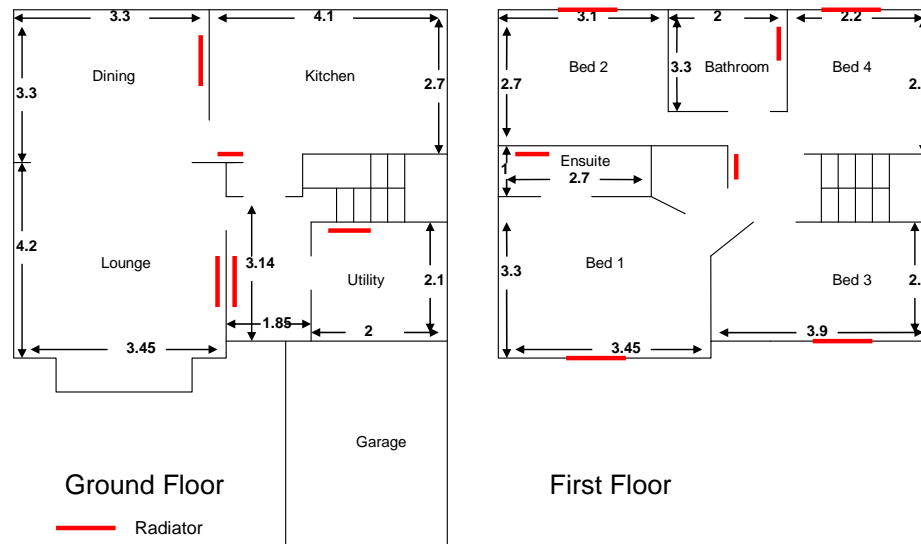 3.3
4.1
Dining
Kitchen
3.3
2.7
4.2
Lounge
3.14
Utility
2.1
1.85
2
3.45
Garage
Ground Floor
Radiator
3.1
2
2.2
Bed 2
Bathroom
Bed 4
2.7
3.3
2.
Ensuite
1
2.7
Bed 1
3.3
Bed 3
2.
3.9
3.45
First Floor